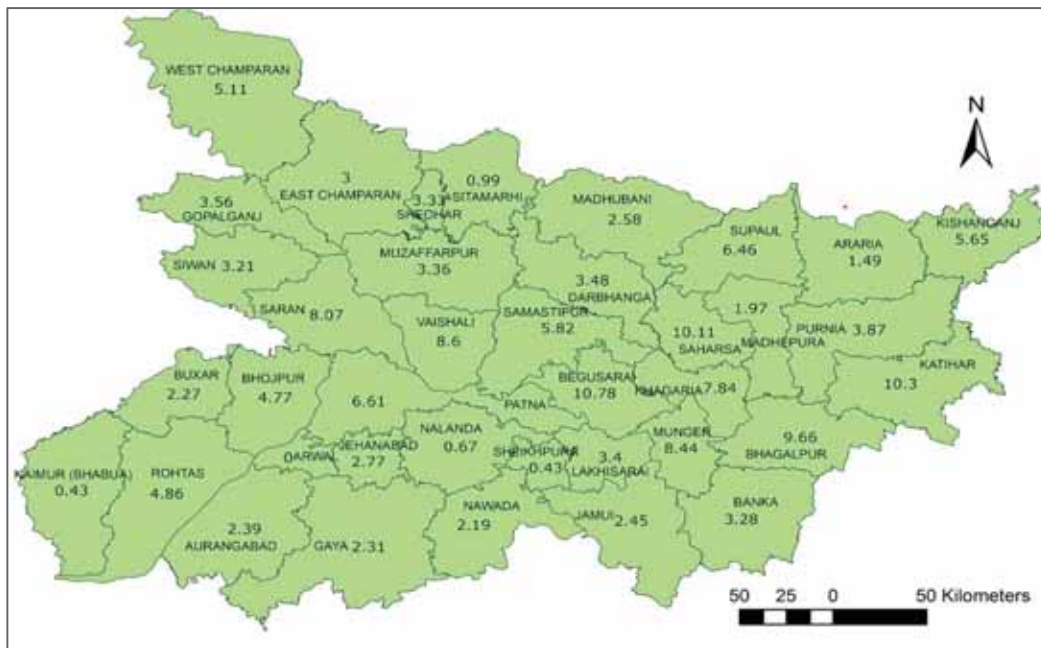 WEST CHAMPARAN
5.11
N
3
EAST CHAMPARAN
3.33
SHEOHAR
0.99
ASITAMARHI
3.56
GOPALGANJ
MADHUBANI
2.58
SUPAUL
6.46
ARARIA
1.49
KISHANGANJ
5.65
SIWAN 3.21
MUZAFFARPUR
3.36
3.48
DARBHANGA
SARAN
8.07
VAISHALI
8.6
SAMASTIPUR
5.82
10.11
SAHARSA
1.97
MADHEPURA
PURNIA 3.87
KATIHAR
10.3
BUXAR
2.27
BHOJPUR
4.77
6.61
PATNA
BEGUSARAI
10.78
KHAGARIA 7.84
KAIMUR (BHABUA)
0.43
ROHTAS
4.86
0ARWAL
JEHANABAD
2.77
NALANDA
0.67
SHEIKHPURA
0.43
3.4
LAKHISARAI
MUNGER
8.44
9.66
BHAGALPUR
2.39
AURANGABAD
GAYA 2.31
NAWADA
2.19
JAMUI 2.45
BANKA
3.28
50 25 0 50 Kilometers